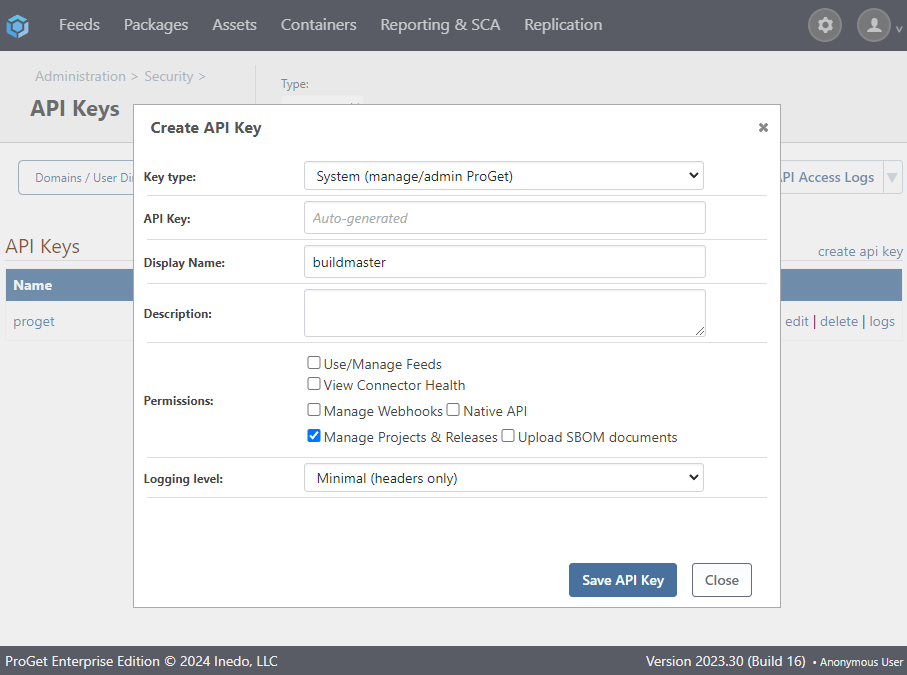 Feeds Packages Assets Containers Reporting & SCA Replication
Administration > Security >
Type:
API Keys
Create API Key
Key type: System (manage/admin ProGet)
Domains / User Di
PI Access Logs
API Key: Auto-generated
API Keys
create api key
Display Name: buildmaster
Name
Description:
proget
edit | delete | logs
Use/Manage Feeds
View Connector Health
Permissions:
Manage Webhooks Native API
Manage Projects & Releases Upload SBOM documents
Logging level: Minimal (headers only)
Save API Key Close
ProGet Enterprise Edition © 2024 Inedo, LLC
Version 2023.30 (Build 16) • Anonymous User